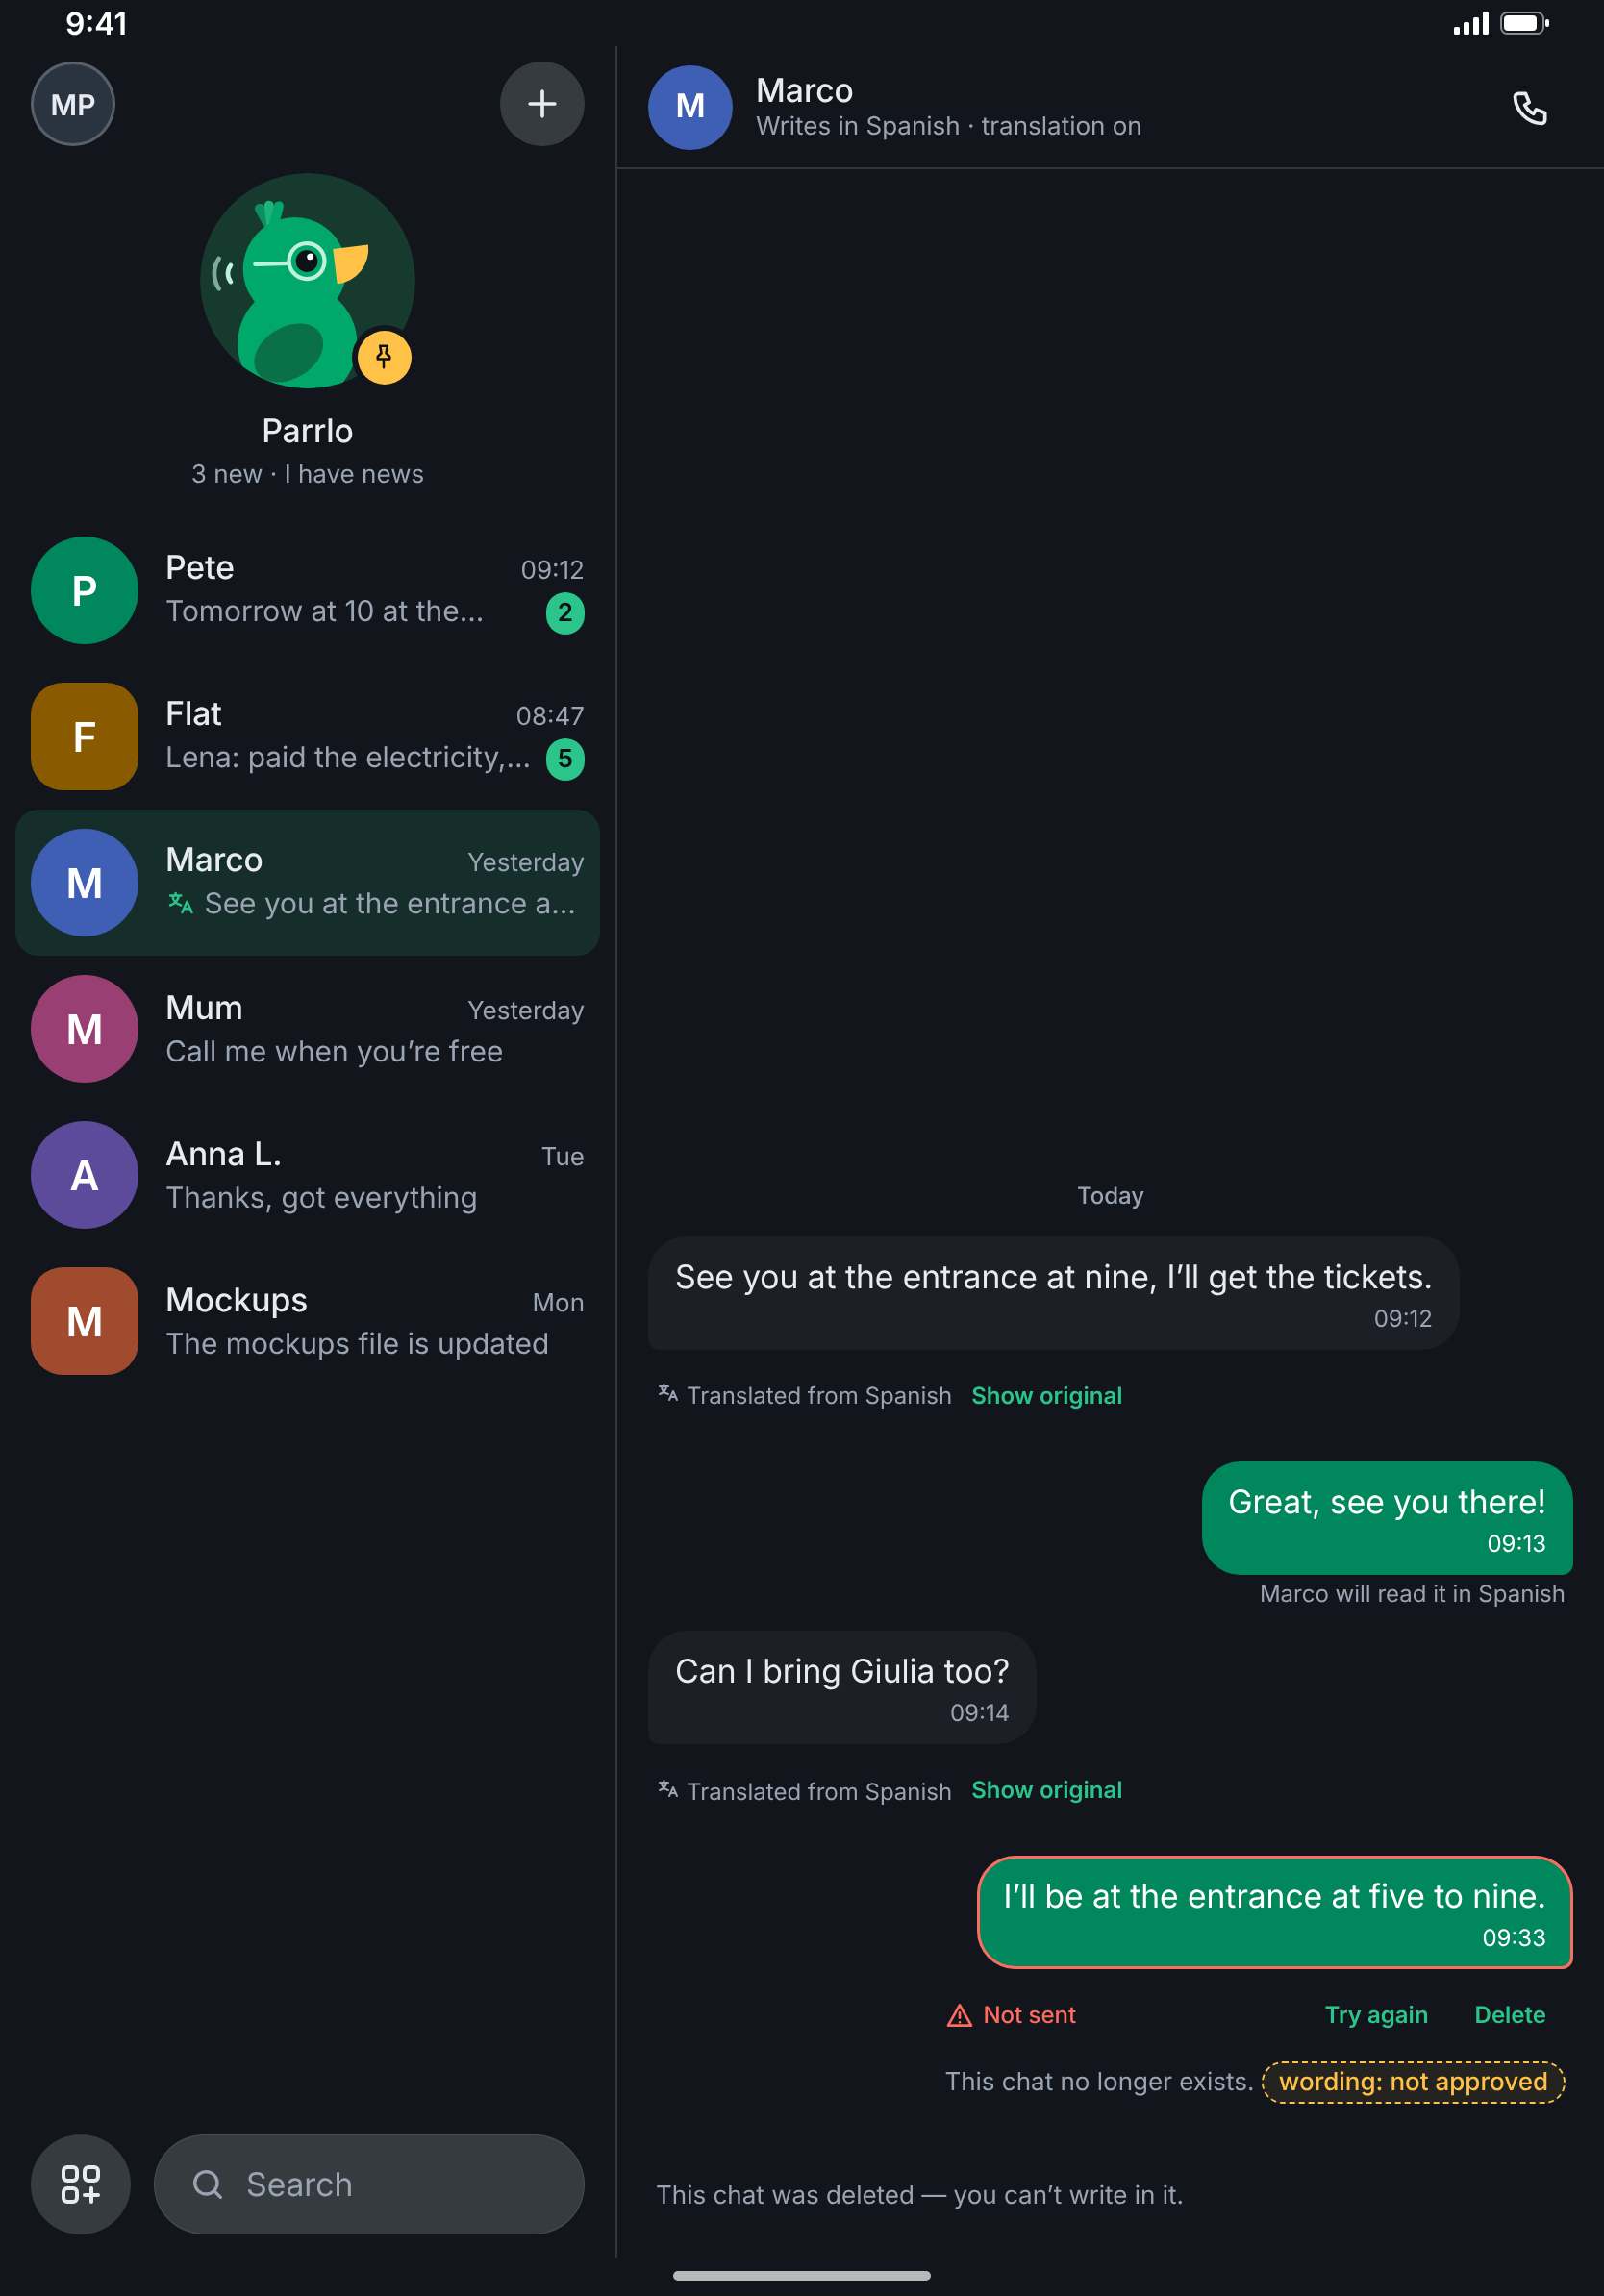 9:41
MP
Parrlo
3 new · I have news
P
Pete
09:12
Tomorrow at 10 at the...
2
F
Flat
08:47
Lena: paid the electricity,...
5
M
Marco
Yesterday
See you at the entrance a...
M
Mum
Yesterday
Call me when you’re free
A
Anna L.
Tue
Thanks, got everything
M
Mockups
Mon
The mockups file is updated
Search
M
Marco
Writes in Spanish · translation on
Today
See you at the entrance at nine, I’ll get the tickets.
09:12
Translated from Spanish Show original
Great, see you there!
09:13
Marco will read it in Spanish
Can I bring Giulia too?
09:14
Translated from Spanish Show original
I’ll be at the entrance at five to nine.
09:33
Not sent Try again Delete
This chat no longer exists. wording: not approved
This chat was deleted — you can’t write in it.